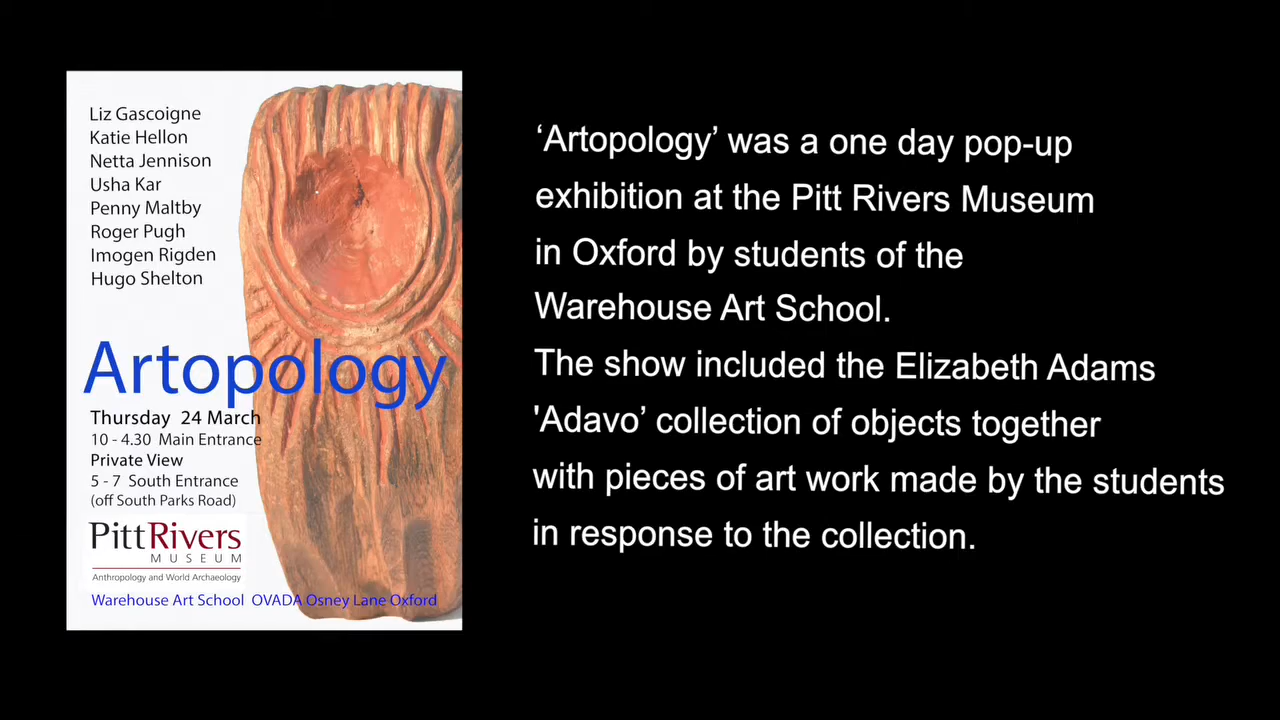 Liz Gascoigne
Katie Hellon
Netta Jennison
Usha Kar
Penny Maltby
Roger Pugh
Imogen Rigden
Hugo Shelton
Artopology
Thursday 24 March
10 - 4.30 Main Entrance
Private View
5 - 7 South Entrance
(off South Parks Road)
PittRivers
MUSEUM
Anthropology and World Archaeology
Warehouse Art School OVADA Osney Lane Oxford
‘Artopology’ was a one day pop-up
exhibition at the Pitt Rivers Museum
in Oxford by students of the
Warehouse Art School.
The show included the Elizabeth Adams
'Adavo’ collection of objects together
with pieces of art work made by the students
in response to the collection.